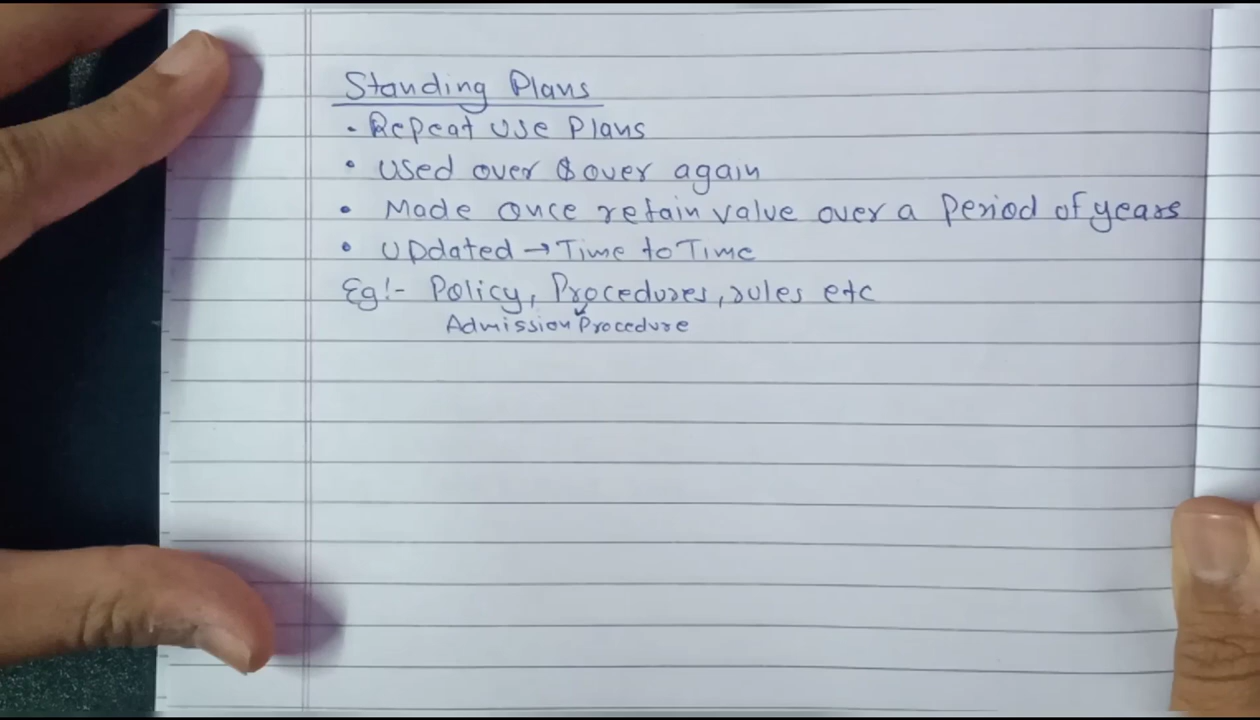 Standing Plans
• Repeat use Plans
• used over & over again
• Made once retain value over a period of years
• updated → Time to Time
Eg:- Policy, Procedures, rules etc
Admission Procedure